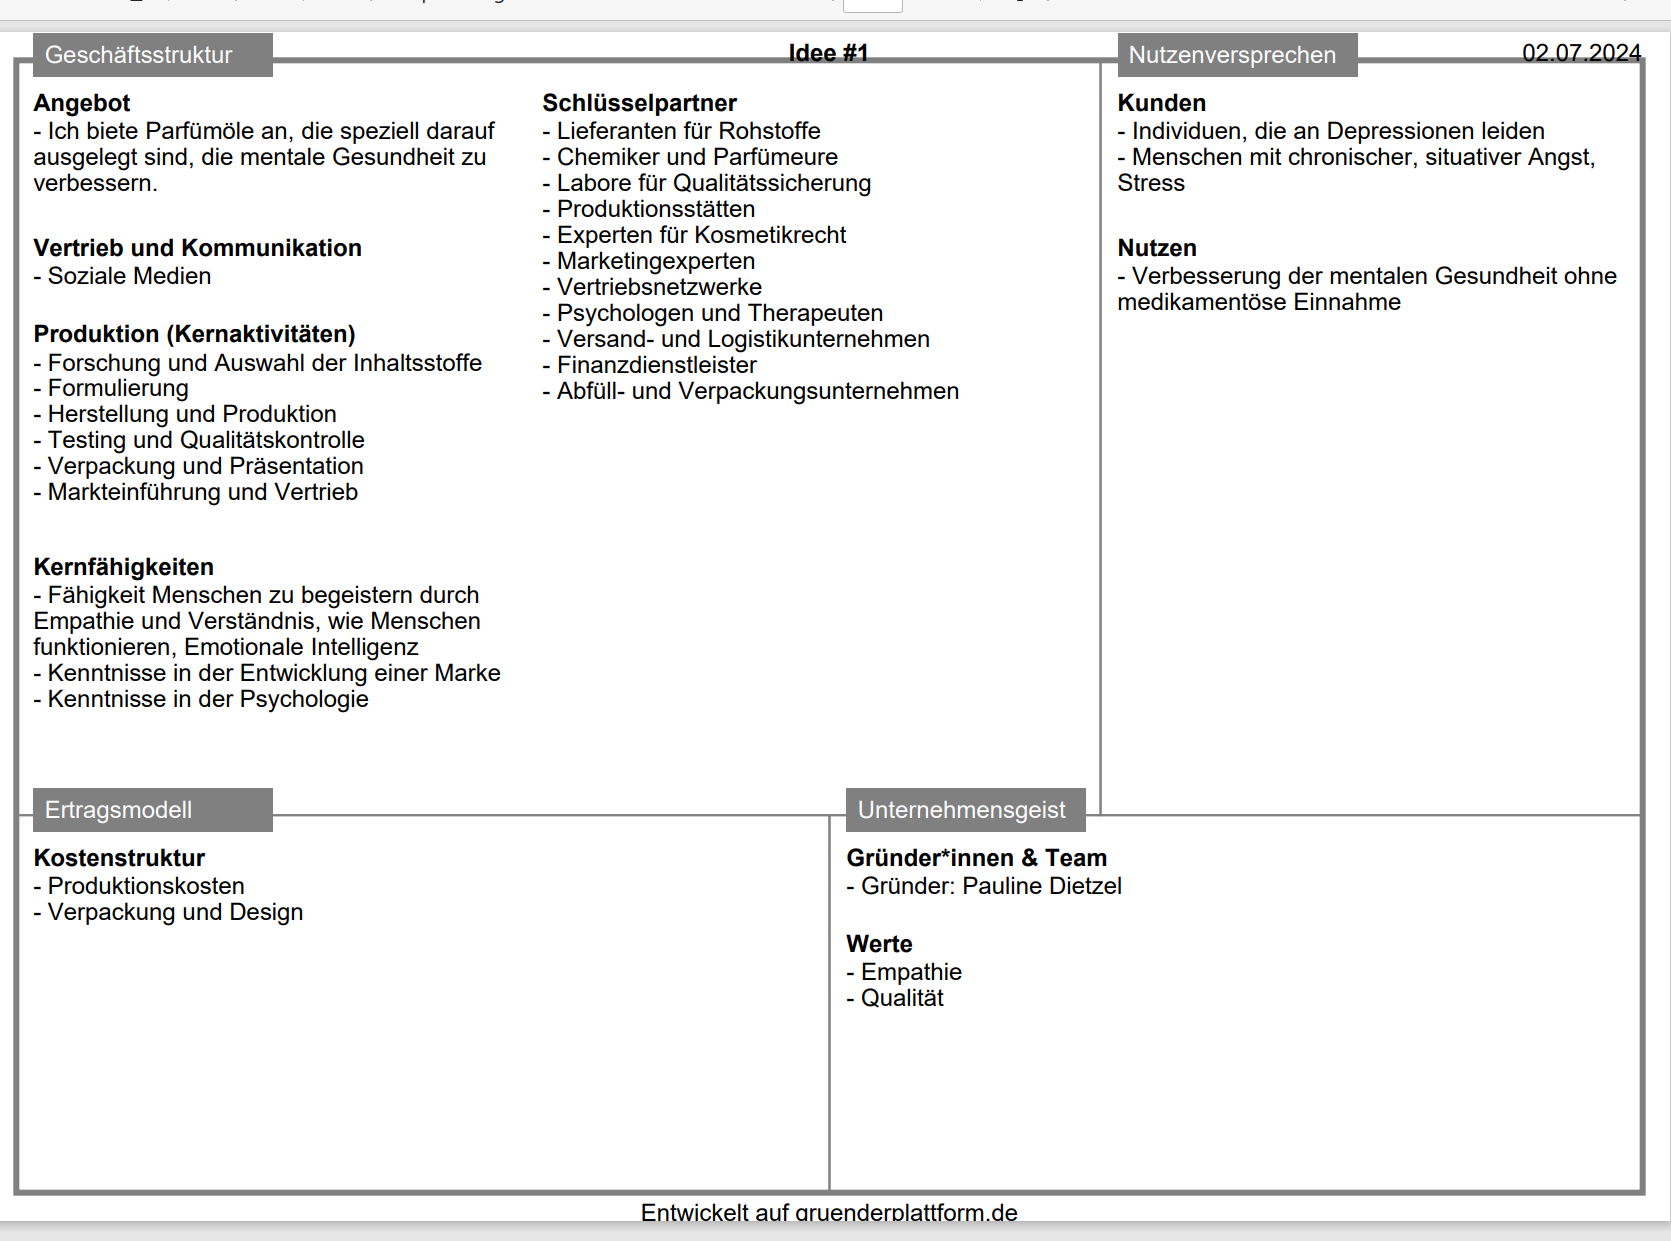 Geschäftsstruktur
Idee #1
Nutzenversprechen
02.07.2024
Angebot
- Ich biete Parfümöle an, die speziell darauf
ausgelegt sind, die mentale Gesundheit zu
verbessern.
Vertrieb und Kommunikation
- Soziale Medien
Produktion (Kernaktivitäten)
- Forschung und Auswahl der Inhaltsstoffe
- Formulierung
- Herstellung und Produktion
- Testing und Qualitätskontrolle
- Verpackung und Präsentation
- Markteinführung und Vertrieb
Kernfähigkeiten
- Fähigkeit Menschen zu begeistern durch
Empathie und Verständnis, wie Menschen
funktionieren, Emotionale Intelligenz
- Kenntnisse in der Entwicklung einer Marke
- Kenntnisse in der Psychologie
Schlüsselpartner
- Lieferanten für Rohstoffe
- Chemiker und Parfümeure
- Labore für Qualitätssicherung
- Produktionsstätten
- Experten für Kosmetikrecht
- Marketingexperten
- Vertriebsnetzwerke
- Psychologen und Therapeuten
- Versand- und Logistikunternehmen
- Finanzdienstleister
- Abfüll- und Verpackungsunternehmen
Kunden
- Individuen, die an Depressionen leiden
- Menschen mit chronischer, situativer Angst,
Stress
Nutzen
- Verbesserung der mentalen Gesundheit ohne
medikamentöse Einnahme
Ertragsmodell
Kostenstruktur
- Produktionskosten
- Verpackung und Design
Unternehmensgeist
Gründer*innen & Team
- Gründer: Pauline Dietzel
Werte
- Empathie
- Qualität
Entwickelt auf gruenderplattform.de